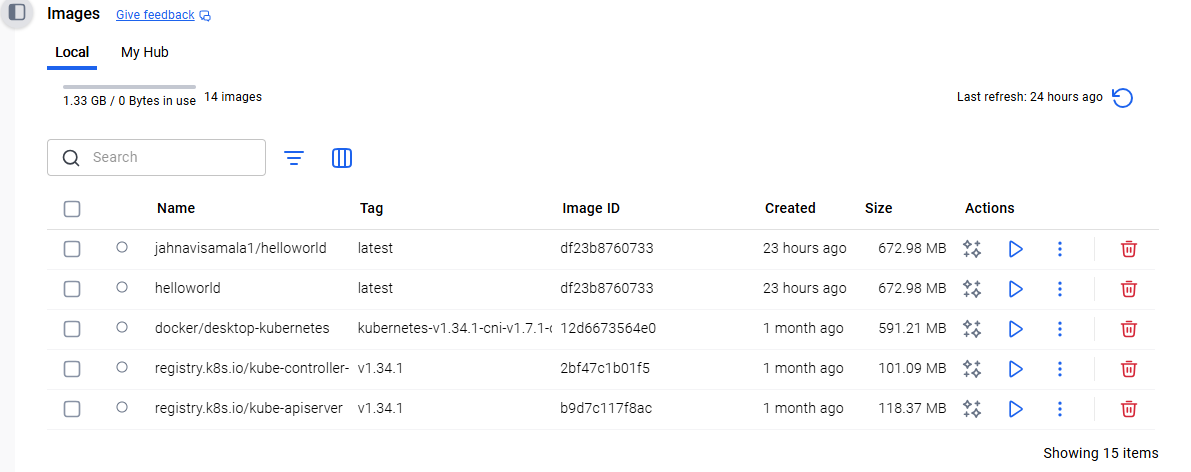 Images Give feedback
Local My Hub
1.33 GB / 0 Bytes in use 14 images Last refresh: 24 hours ago
Search
Name Tag Image ID Created Size Actions
jahnavisamala1/helloworld latest df23b8760733 23 hours ago 672.98 MB
helloworld latest df23b8760733 23 hours ago 672.98 MB
docker/desktop-kubernetes kubernetes-v1.34.1-cni-v1.7.1-c 12d6673564e0 1 month ago 591.21 MB
registry.k8s.io/kube-controller- v1.34.1 2bf47c1b01f5 1 month ago 101.09 MB
registry.k8s.io/kube-apiserver v1.34.1 b9d7c117f8ac 1 month ago 118.37 MB
Showing 15 items